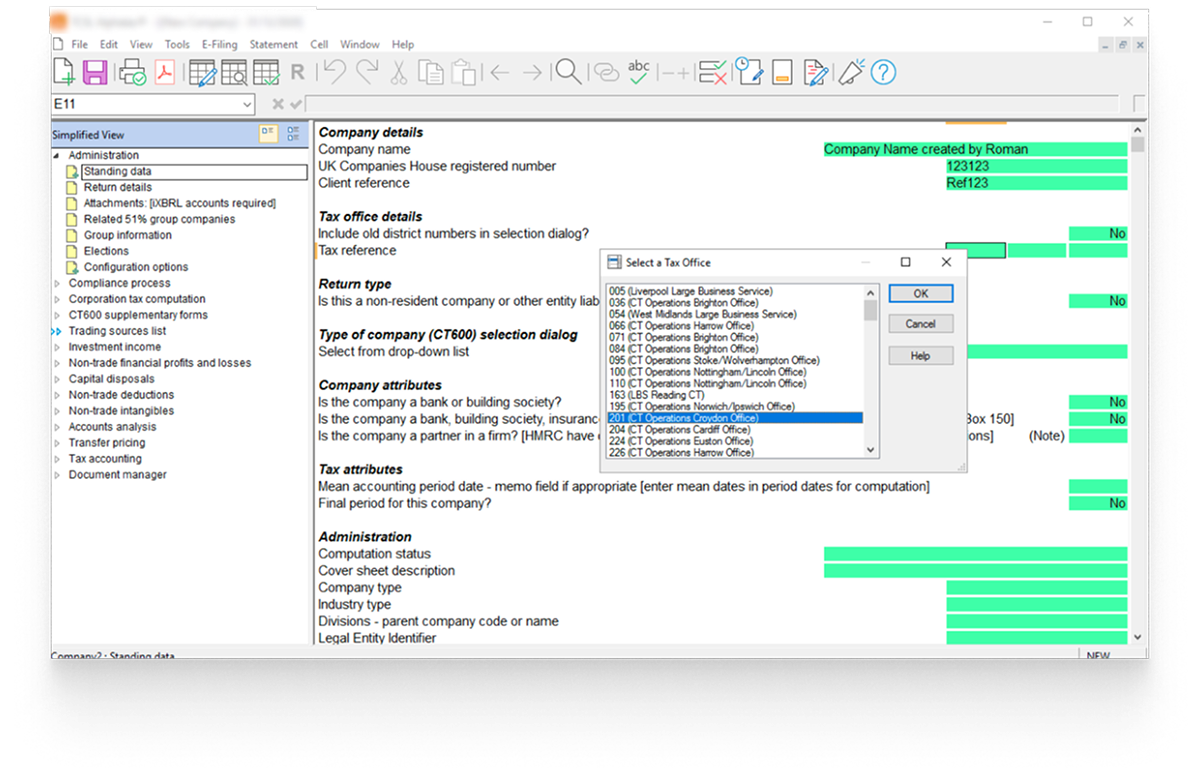 File Edit View Tools E-Filing Statement Cell Window Help
R abc
E11
Simplified View
Administration
Standing data
Return details
Attachments: [iXBRL accounts required]
Related 51% group companies
Group information
Elections
Configuration options
Compliance process
Corporation tax computation
CT600 supplementary forms
Trading sources list
Investment income
Non-trade financial profits and losses
Capital disposals
Non-trade deductions
Non-trade intangibles
Accounts analysis
Transfer pricing
Tax accounting
Document manager
Company details
Company name Company Name created by Roman
UK Companies House registered number 123123
Client reference Ref123
Tax office details
Include old district numbers in selection dialog? No
Tax reference
Return type
Is this a non-resident company or other entity liab No
Type of company (CT600) selection dialog
Select from drop-down list
Company attributes
Is the company a bank or building society? No
Is the company a bank, building society, insuranc Box 150] No
Is the company a partner in a firm? [HMRC have ons] (Note)
Tax attributes
Mean accounting period date - memo field if appropriate [enter mean dates in period dates for computation]
Final period for this company? No
Administration
Computation status
Cover sheet description
Company type
Industry type
Divisions - parent company code or name
Legal Entity Identifier
Select a Tax Office
005 (Liverpool Large Business Service)
036 (CT Operations Brighton Office)
054 (West Midlands Large Business Service)
066 (CT Operations Harrow Office)
071 (CT Operations Brighton Office)
084 (CT Operations Brighton Office)
095 (CT Operations Stoke/Wolverhampton Office)
100 (CT Operations Nottingham/Lincoln Office)
110 (CT Operations Nottingham/Lincoln Office)
163 (LBS Reading CT)
195 (CT Operations Norwich/Ipswich Office)
201 (CT Operations Croydon Office)
204 (CT Operations Cardiff Office)
224 (CT Operations Euston Office)
226 (CT Operations Harrow Office)
OK
Cancel
Help
Company2 : Standing data NEW